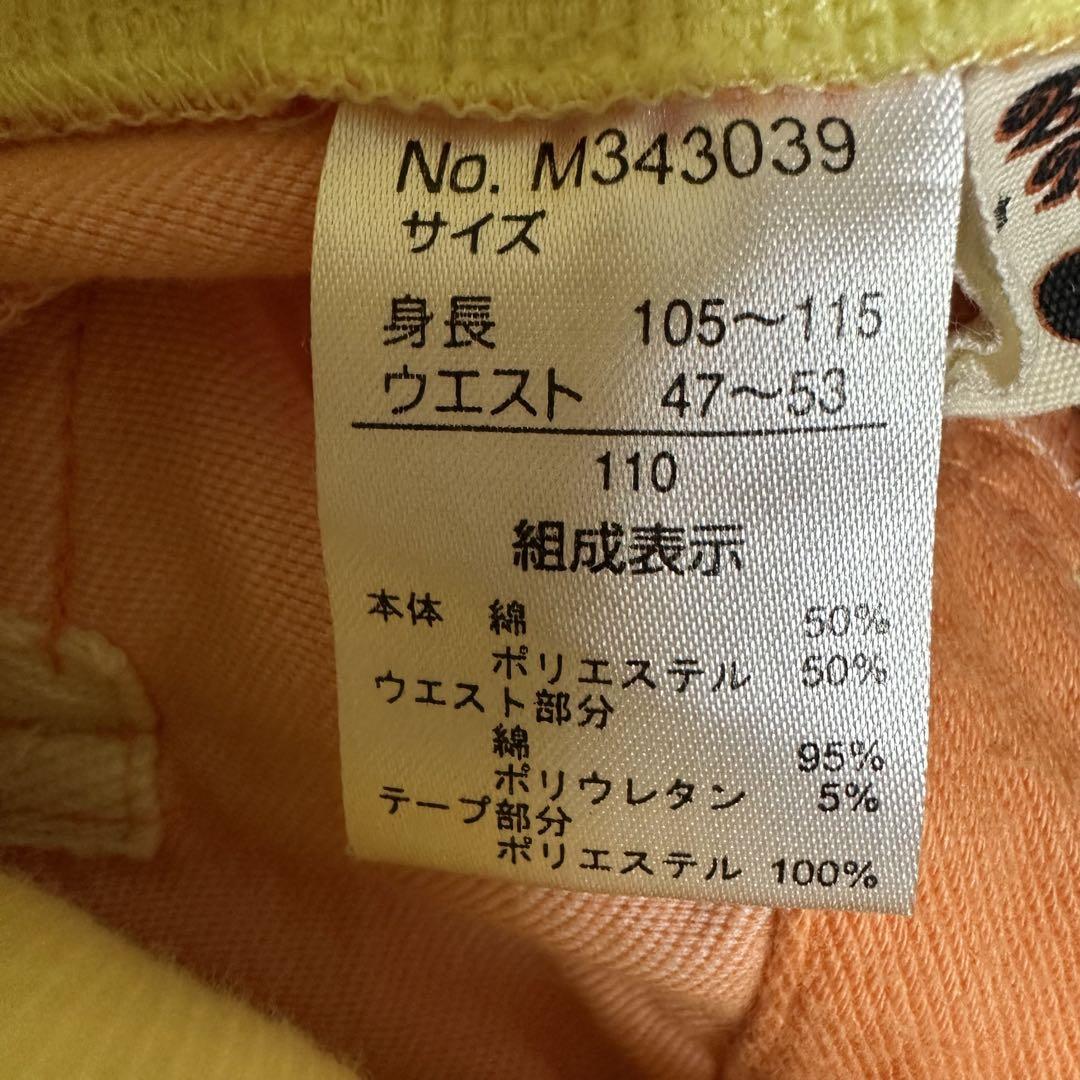 No. M343039
サイズ
身長 105〜115
ウエスト 47〜53
110
組成表示
本体 綿 50%
ポリエステル 50%
ウエスト部分
綿 95%
ポリウレタン 5%
テープ部分
ポリエステル 100%